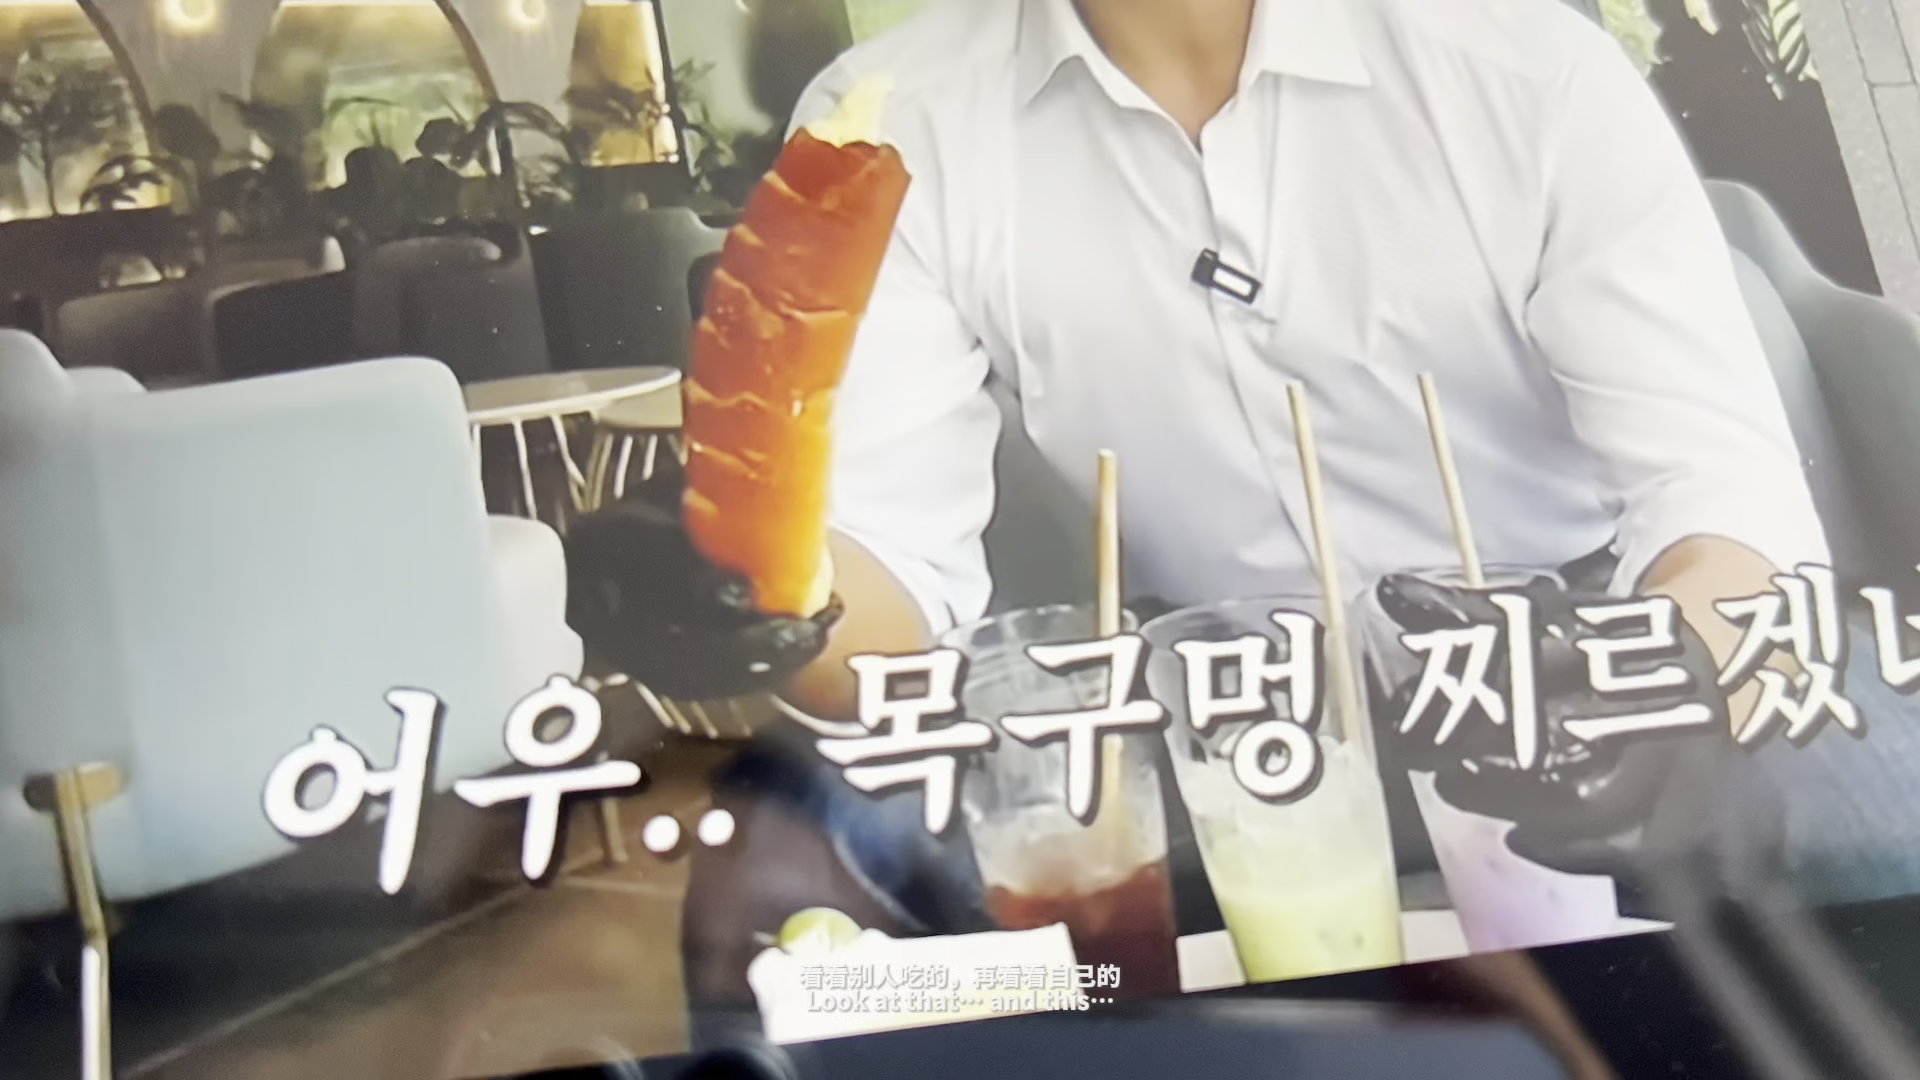 어우.. 목구멍 찌르겠
看看别人吃的，再看看自己的
Look at that… and this…